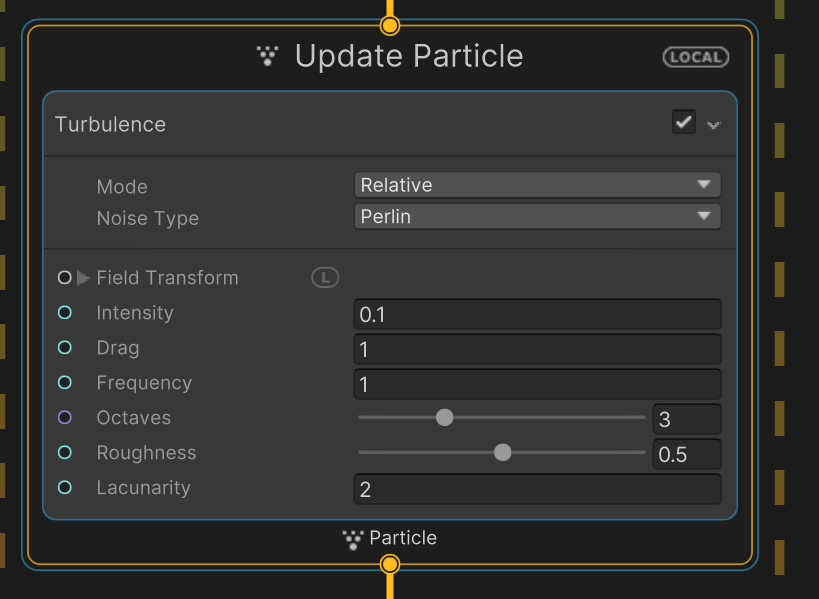 Update Particle LOCAL
Turbulence
Mode Relative
Noise Type Perlin
Field Transform L
Intensity 0.1
Drag 1
Frequency 1
Octaves 3
Roughness 0.5
Lacunarity 2
Particle